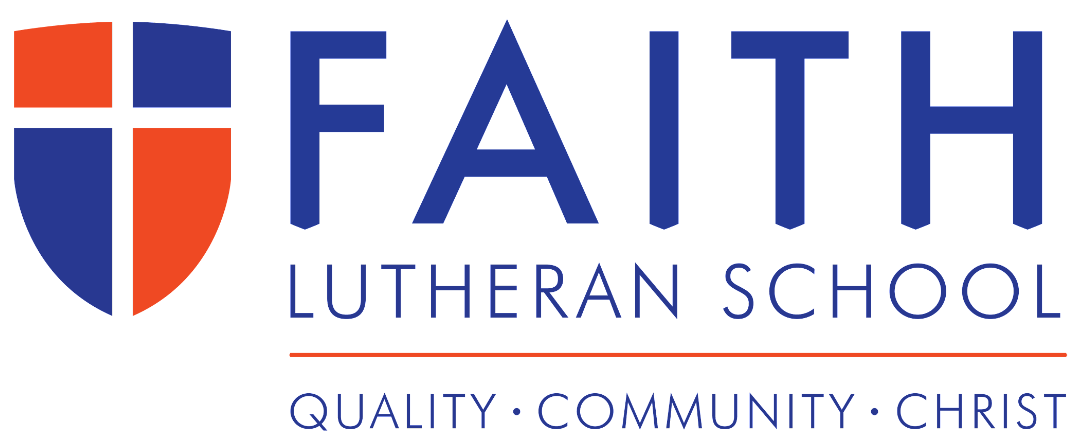 FAITH
LUTHERAN SCHOOL
QUALITY · COMMUNITY · CHRIST